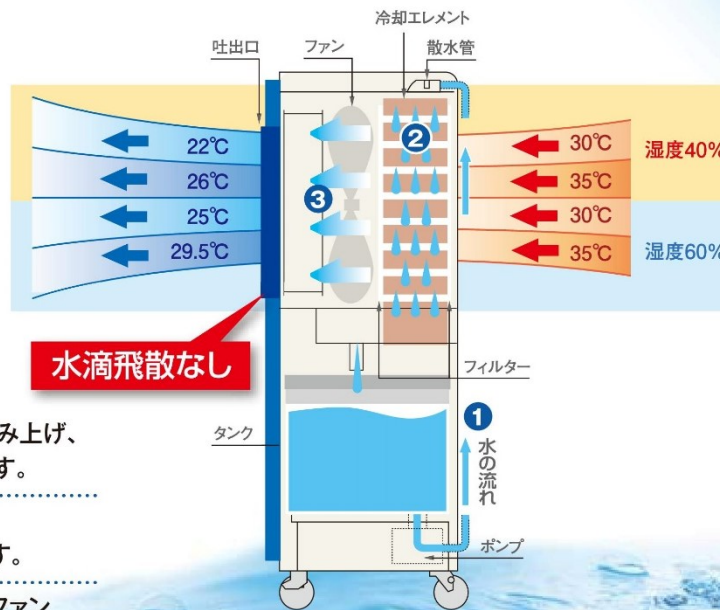 冷却エレメント
吐出口
ファン
散水管
22℃
26℃
25℃
29.5℃
30℃
35℃
30℃
35℃
湿度40%
湿度60%
2
3
水滴飛散なし
フィルター
タンク
1
水の流れ
ポンプ
み上げ、
す。
す。
ファン